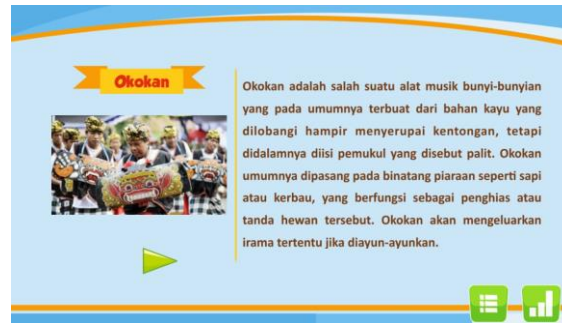 Okokan
Okokan adalah salah suatu alat musik bunyi-bunyian
yang pada umumnya terbuat dari bahan kayu yang
dilobangi hampir menyerupai kentongan, tetapi
didalamnya diisi pemukul yang disebut palit. Okokan
umumnya dipasang pada binatang piaraan seperti sapi
atau kerbau, yang berfungsi sebagai penghias atau
tanda hewan tersebut. Okokan akan mengeluarkan
irama tertentu jika diayun-ayunkan.